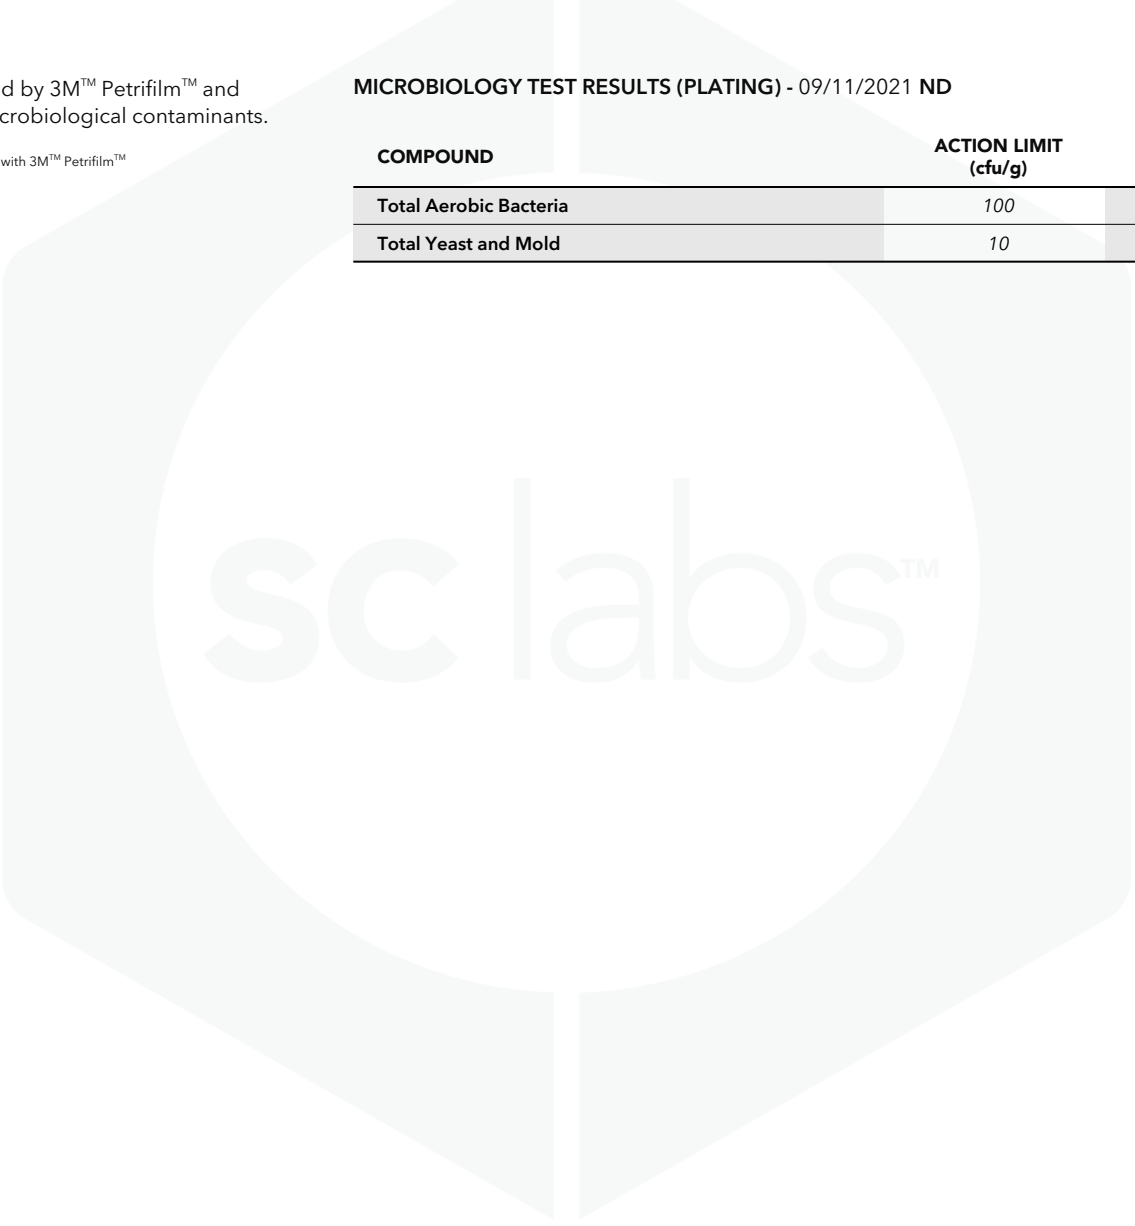 d by 3M™ Petrifilm™ and
crobiological contaminants.
with 3M™ Petrifilm™
MICROBIOLOGY TEST RESULTS (PLATING) - 09/11/2021 ND
COMPOUND
ACTION LIMIT
(cfu/g)
Total Aerobic Bacteria 100
Total Yeast and Mold 10
sc labs™